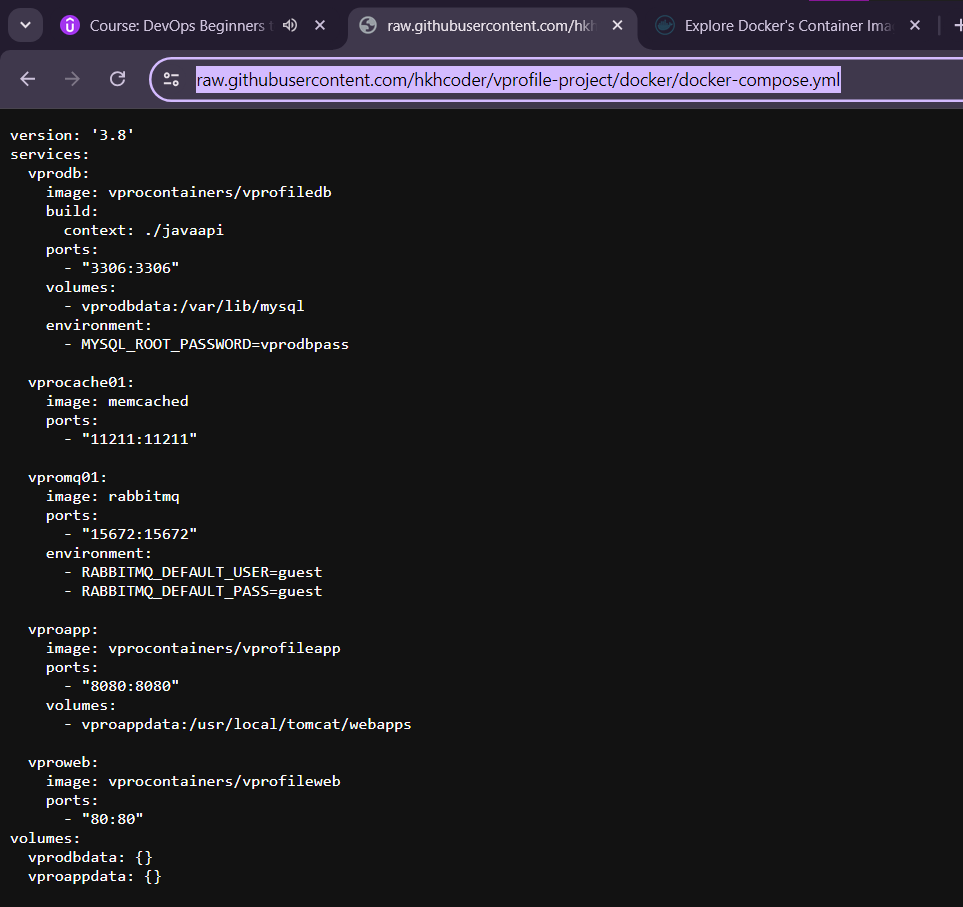 Course: DevOps Beginners t
raw.githubusercontent.com/hkh
Explore Docker's Container Ima
raw.githubusercontent.com/hkhcoder/vprofile-project/docker/docker-compose.yml
version: '3.8'
services:
  vprodb:
    image: vprocontainers/vprofiledb
    build:
      context: ./javaapi
    ports:
      - "3306:3306"
    volumes:
      - vprodbdata:/var/lib/mysql
    environment:
      - MYSQL_ROOT_PASSWORD=vprodbpass

  vprocache01:
    image: memcached
    ports:
      - "11211:11211"

  vpromq01:
    image: rabbitmq
    ports:
      - "15672:15672"
    environment:
      - RABBITMQ_DEFAULT_USER=guest
      - RABBITMQ_DEFAULT_PASS=guest

  vproapp:
    image: vprocontainers/vprofileapp
    ports:
      - "8080:8080"
    volumes:
      - vproappdata:/usr/local/tomcat/webapps

  vproweb:
    image: vprocontainers/vprofileweb
    ports:
      - "80:80"
volumes:
  vprodbdata: {}
  vproappdata: {}